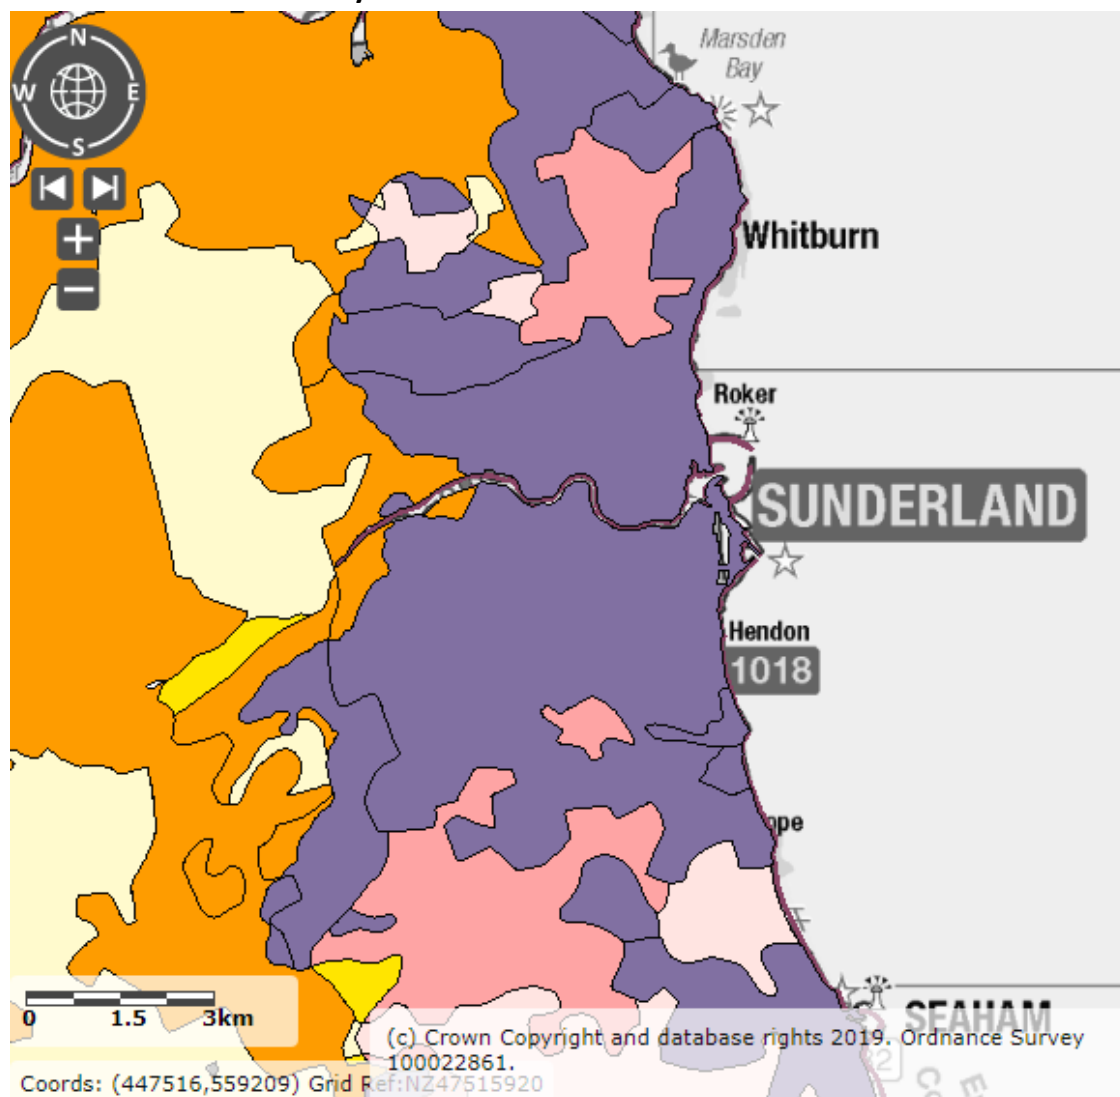 N
W E
S
Marsden
Bay
Whitburn
Roker
SUNDERLAND
Hendon
1018
ope
SEAHAM
0 1.5 3km
(c) Crown Copyright and database rights 2019. Ordnance Survey
100022861.
Coords: (447516,559209) Grid Ref:NZ47515920